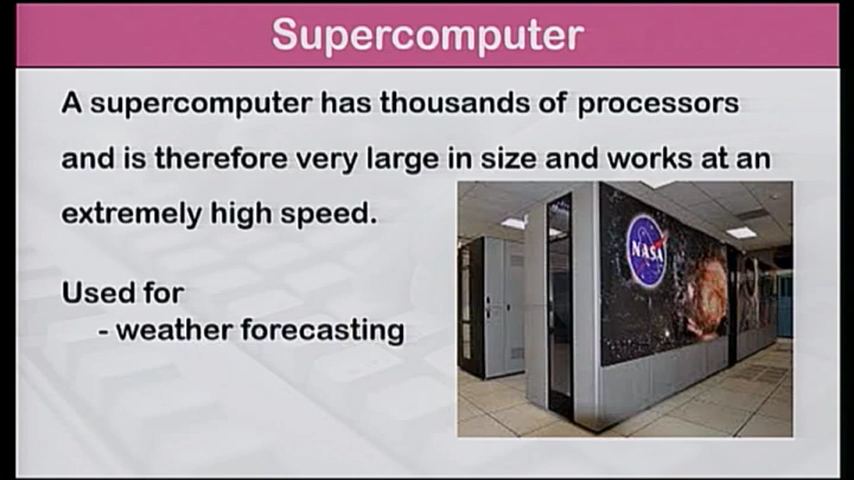 Supercomputer
A supercomputer has thousands of processors
and is therefore very large in size and works at an
extremely high speed.
NASA
Used for
- weather forecasting